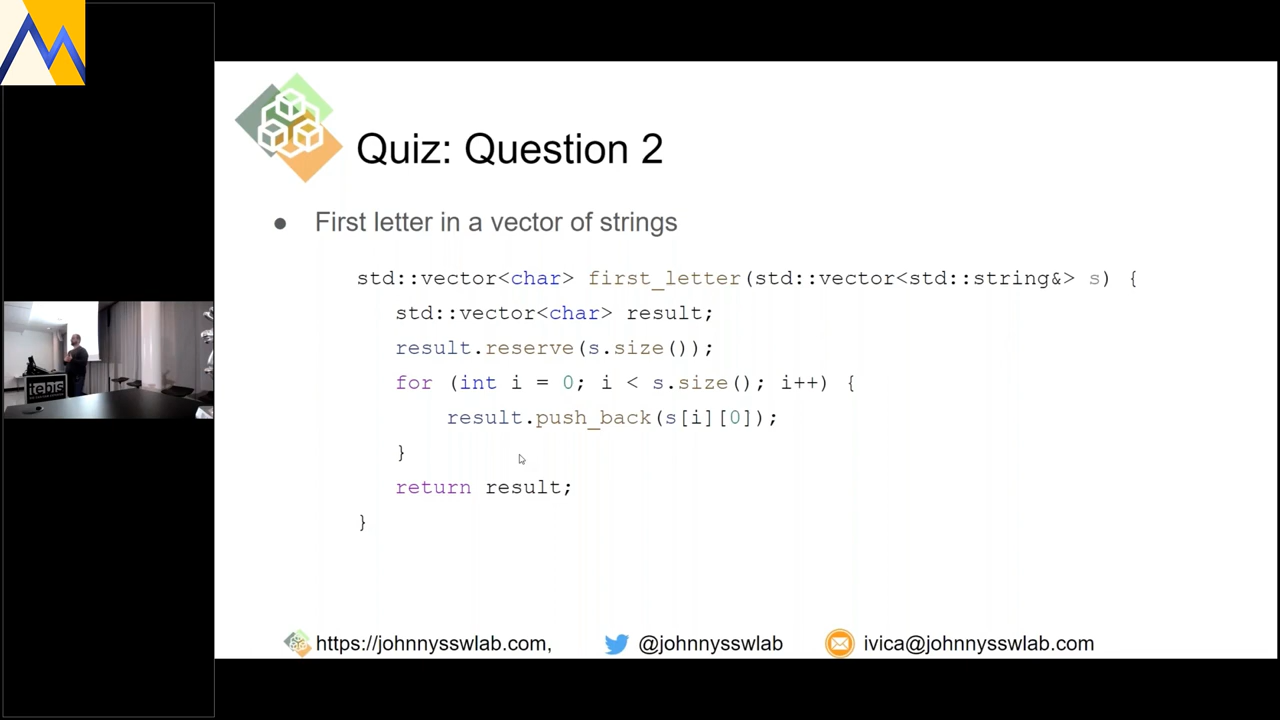 Quiz: Question 2
● First letter in a vector of strings
std::vector<char> first_letter(std::vector<std::string&> s) {
std::vector<char> result;
result.reserve(s.size());
for (int i = 0; i < s.size(); i++) {
result.push_back(s[i][0]);
}
return result;
}
https://johnnysswlab.com, @johnnysswlab ivica@johnnysswlab.com
itebis